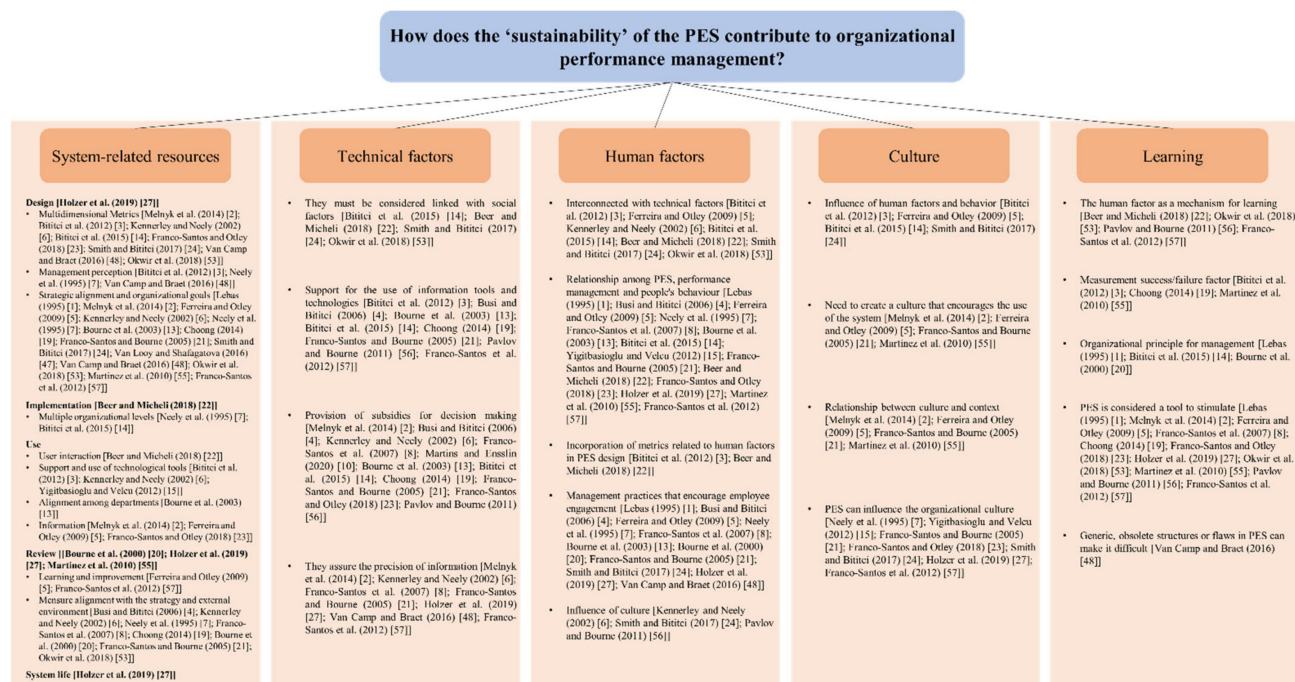 How does the ‘sustainability’ of the PES contribute to organizational
performance management?
System-related resources
Design [Holzer et al. (2019) [27]]
• Multidimensional Metrics [Melnyk et al. (2014) [2];
Bititci et al. (2012) [3]; Kennerley and Neely (2002)
[6]; Bititci et al. (2015) [14]; Franco-Santos and Otley
(2018) [23]; Smith and Bititci (2017) [24]; Van Camp
and Braet (2016) [48]; Okwir et al. (2018) [53]]
• Management perception [Bititci et al. (2012) [3]; Neely
et al. (1995) [7]; Van Camp and Braet (2016) [48]]
• Strategic alignment and organizational goals [Lebas
(1995) [1]; Melnyk et al. (2014) [2]; Ferreira and Otley
(2009) [5]; Kennerley and Neely (2002) [6]; Neely et al.
(1995) [7]; Bourne et al. (2003) [13]; Choong (2014)
[19]; Franco-Santos and Bourne (2005) [21]; Smith and
Bititci (2017) [24]; Van Looy and Shafagatova (2016)
[47]; Van Camp and Braet (2016) [48]; Okwir et al.
(2018) [53]; Martinez et al. (2010) [55]; Franco-Santos
et al. (2012) [57]]
Implementation [Beer and Micheli (2018) [22]]
• Multiple organizational levels [Neely et al. (1995) [7];
Bititci et al. (2015) [14]]
Use
• User interaction [Beer and Micheli (2018) [22]]
• Support and use of technological tools [Bititci et al.
(2012) [3]; Kennerley and Neely (2002) [6];
Yigitbasioglu and Velcu (2012) [15]]
• Alignment among departments [Bourne et al. (2003)
[13]]
• Information [Melnyk et al. (2014) [2]; Ferreira and
Otley (2009) [5]; Franco-Santos and Otley (2018) [23]]
Review [[Bourne et al. (2000) [20]; Holzer et al. (2019)
[27]; Martinez et al. (2010) [55]]
• Learning and improvement [Ferreira and Otley (2009)
[5]; Franco-Santos et al. (2012) [57]]
• Measure alignment with the strategy and external
environment [Busi and Bititci (2006) [4]; Kennerley
and Neely (2002) [6]; Neely et al. (1995) [7]; Franco-
Santos et al. (2007) [8]; Choong (2014) [19]; Bourne et
al. (2000) [20]; Franco-Santos and Bourne (2005) [21];
Okwir et al. (2018) [53]]
System life [Holzer et al. (2019) [27]]
Technical factors
• They must be considered linked with social
factors [Bititci et al. (2015) [14]; Beer and
Micheli (2018) [22]; Smith and Bititci (2017)
[24]; Okwir et al. (2018) [53]]
• Support for the use of information tools and
technologies [Bititci et al. (2012) [3]; Busi and
Bititci (2006) [4]; Bourne et al. (2003) [13];
Bititci et al. (2015) [14]; Choong (2014) [19];
Franco-Santos and Bourne (2005) [21]; Pavlov
and Bourne (2011) [56]; Franco-Santos et al.
(2012) [57]]
• Provision of subsidies for decision making
[Melnyk et al. (2014) [2]; Busi and Bititci (2006)
[4]; Kennerley and Neely (2002) [6]; Franco-
Santos et al. (2007) [8]; Martins and Ensslin
(2020) [10]; Bourne et al. (2003) [13]; Bititci et
al. (2015) [14]; Choong (2014) [19]; Franco-
Santos and Bourne (2005) [21]; Franco-Santos
and Otley (2018) [23]; Pavlov and Bourne (2011)
[56]]
• They assure the precision of information [Melnyk
et al. (2014) [2]; Kennerley and Neely (2002) [6];
Franco-Santos et al. (2007) [8]; Franco-Santos
and Bourne (2005) [21]; Holzer et al. (2019)
[27]; Van Camp and Braet (2016) [48]; Franco-
Santos et al. (2012) [57]]
Human factors
• Interconnected with technical factors [Bititci et
al. (2012) [3]; Ferreira and Otley (2009) [5];
Kennerley and Neely (2002) [6]; Bititci et al.
(2015) [14]; Beer and Micheli (2018) [22]; Smith
and Bititci (2017) [24]; Okwir et al. (2018) [53]]
• Relationship among PES, performance
management and people's behaviour [Lebas
(1995) [1]; Busi and Bititci (2006) [4]; Ferreira
and Otley (2009) [5]; Neely et al. (1995) [7];
Franco-Santos et al. (2007) [8]; Bourne et al.
(2003) [13]; Bititci et al. (2015) [14];
Yigitbasioglu and Velcu (2012) [15]; Franco-
Santos and Bourne (2005) [21]; Beer and
Micheli (2018) [22]; Franco-Santos and Otley
(2018) [23]; Holzer et al. (2019) [27]; Martinez
et al. (2010) [55]; Franco-Santos et al. (2012)
[57]]
• Incorporation of metrics related to human factors
in PES design [Bititci et al. (2012) [3]; Beer and
Micheli (2018) [22]]
• Management practices that encourage employee
engagement [Lebas (1995) [1]; Busi and Bititci
(2006) [4]; Ferreira and Otley (2009) [5]; Neely
et al. (1995) [7]; Franco-Santos et al. (2007) [8];
Bourne et al. (2003) [13]; Bourne et al. (2000)
[20]; Franco-Santos and Bourne (2005) [21];
Smith and Bititci (2017) [24]; Holzer et al.
(2019) [27]; Van Camp and Braet (2016) [48]]
• Influence of culture [Kennerley and Neely
(2002) [6]; Smith and Bititci (2017) [24]; Pavlov
and Bourne (2011) [56]]
Culture
• Influence of human factors and behavior [Bititci et
al. (2012) [3]; Ferreira and Otley (2009) [5];
Bititci et al. (2015) [14]; Smith and Bititci (2017)
[24]]
• Need to create a culture that encourages the use
of the system [Melnyk et al. (2014) [2]; Ferreira
and Otley (2009) [5]; Franco-Santos and Bourne
(2005) [21]; Martinez et al. (2010) [55]]
• Relationship between culture and context
[Melnyk et al. (2014) [2]; Ferreira and Otley
(2009) [5]; Franco-Santos and Bourne (2005)
[21]; Martinez et al. (2010) [55]]
• PES can influence the organizational culture
[Neely et al. (1995) [7]; Yigitbasioglu and Velcu
(2012) [15]; Franco-Santos and Bourne (2005)
[21]; Franco-Santos and Otley (2018) [23]; Smith
and Bititci (2017) [24]; Holzer et al. (2019) [27];
Franco-Santos et al. (2012) [57]]
Learning
• The human factor as a mechanism for learning
[Beer and Micheli (2018) [22]; Okwir et al. (2018)
[53]; Pavlov and Bourne (2011) [56]; Franco-
Santos et al. (2012) [57]]
• Measurement success/failure factor [Bititci et al.
(2012) [3]; Choong (2014) [19]; Martinez et al.
(2010) [55]]
• Organizational principle for management [Lebas
(1995) [1]; Bititci et al. (2015) [14]; Bourne et al.
(2000) [20]]
• PES is considered a tool to stimulate [Lebas
(1995) [1]; Melnyk et al. (2014) [2]; Ferreira and
Otley (2009) [5]; Franco-Santos et al. (2007) [8];
Choong (2014) [19]; Franco-Santos and Otley
(2018) [23]; Holzer et al. (2019) [27]; Okwir et al.
(2018) [53]; Martinez et al. (2010) [55]; Pavlov
and Bourne (2011) [56]; Franco-Santos et al.
(2012) [57]]
• Generic, obsolete structures or flaws in PES can
make it difficult [Van Camp and Braet (2016)
[48]]